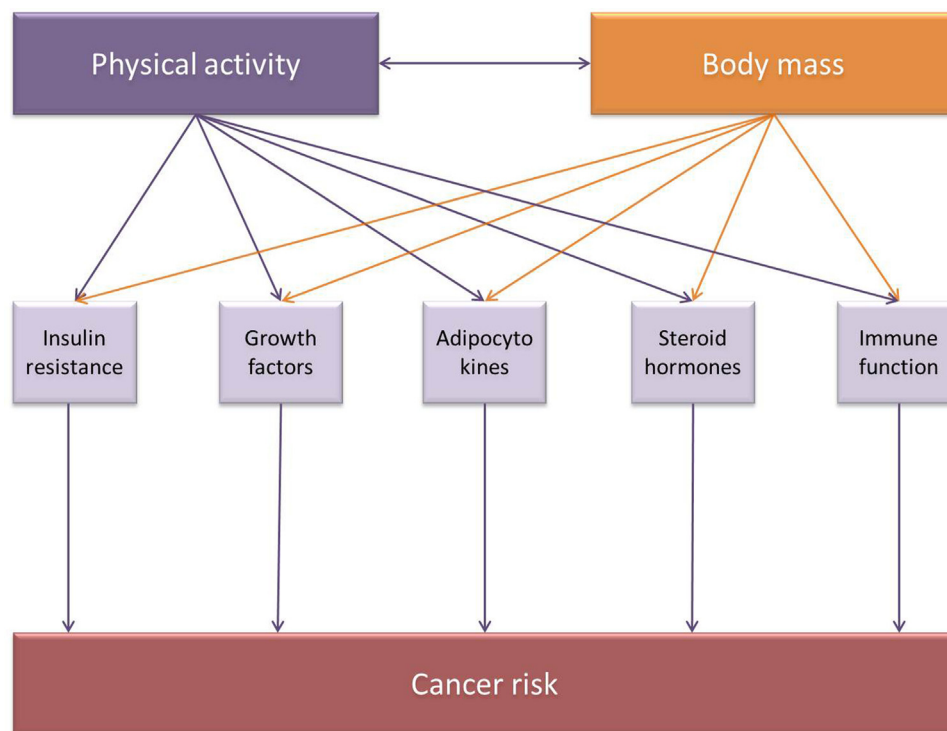 Physical activity
Body mass
Insulin
resistance
Growth
factors
Adipocyto
kines
Steroid
hormones
Immune
function
Cancer risk